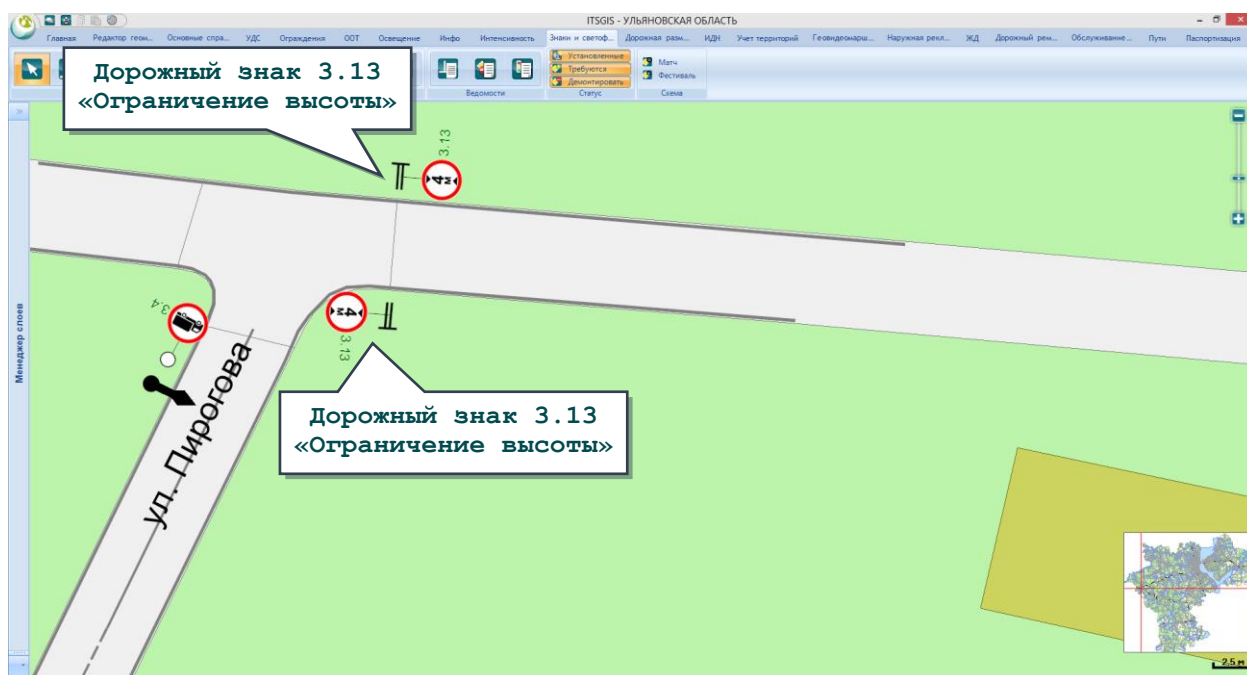 ITSGIS - УЛЬЯНОВСКАЯ ОБЛАСТЬ
Главная Редактор геом... Основные спра... УДС Ограждения ООТ Освещение Инфо Интенсивность Знаки и светоф... Дорожная разм... ИДН Учет территорий Геовидеомарш... Наружная рекл... ЖД Дорожный рем... Обслуживание... Пути Паспортизация
Установленные
Требуются
Демонтировать
Матч
Фестиваль
Ведомости
Статус
Схема
Дорожный знак 3.13
«Ограничение высоты»
3.13
4 м
3.4
4 м
3.13
ул. Пирогова
Дорожный знак 3.13
«Ограничение высоты»
Менеджер слоев
2,5 м